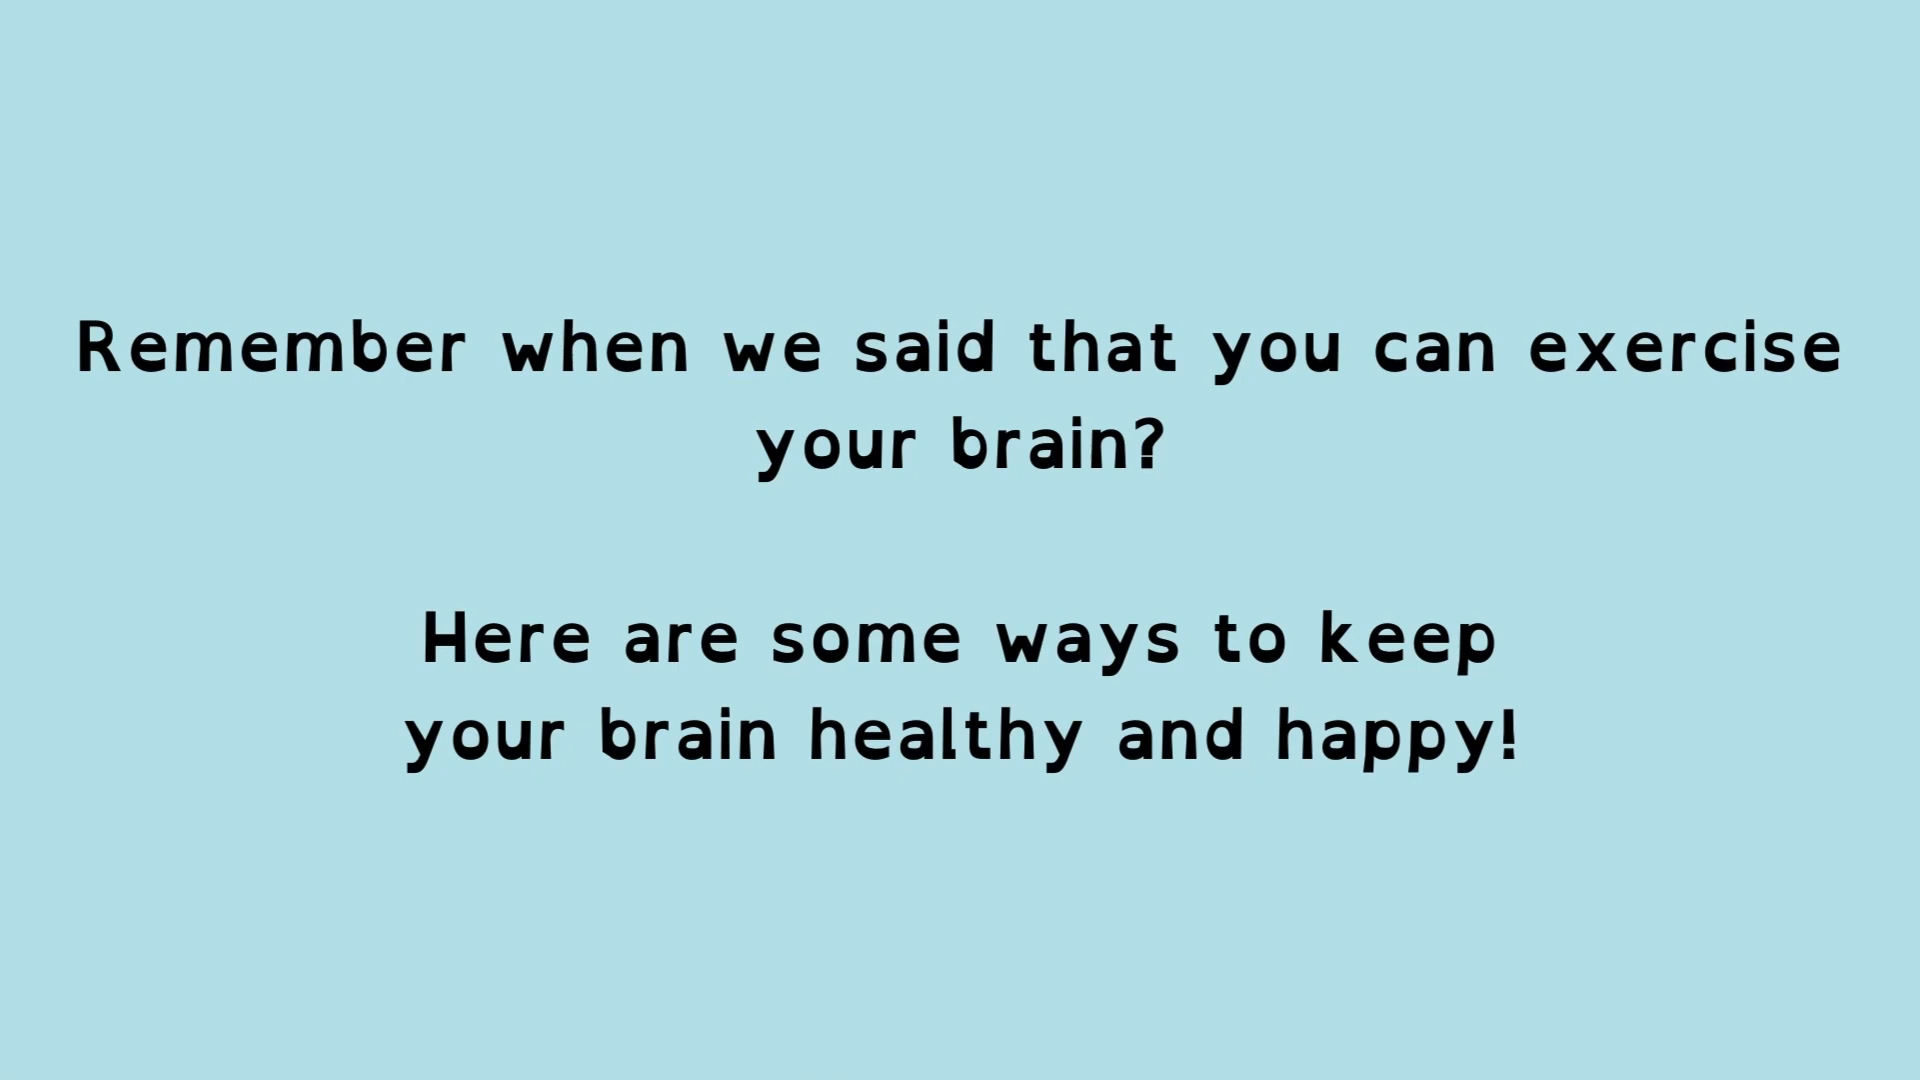 Remember when we said that you can exercise
your brain?
Here are some ways to keep
your brain healthy and happy!